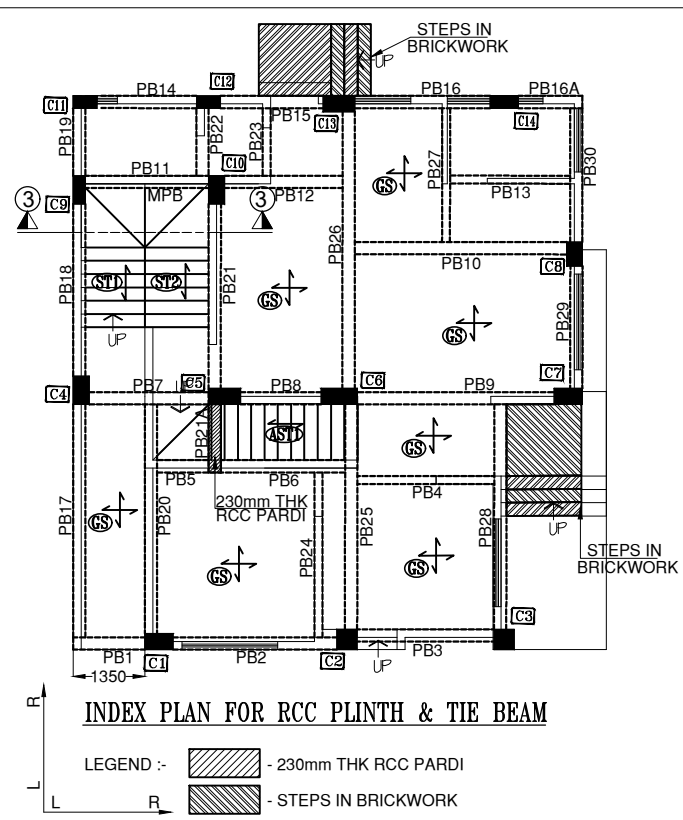 STEPS IN
BRICKWORK
UP
C12
PB14
PB16
PB16A
C11
PB15
C13
C14
PB19
PB22
PB23
PB27
PB30
C10
PB11
GS
MPB
PB12
PB13
3
3
C9
PB26
PB10
C8
PB18
ST1
ST2
PB21
GS
GS
PB29
UP
C4
PB7
UP
C5
PB8
C6
PB9
C7
PB21A
AST1
GS
PB5
PB6
PB4
230mm THK
RCC PARDI
PB17
GS
PB20
GS
PB24
PB25
GS
PB28
UP
STEPS IN
BRICKWORK
C3
PB1
C1
PB2
C2
PB3
UP
1350
INDEX PLAN FOR RCC PLINTH & TIE BEAM
R
L
LEGEND :-
- 230mm THK RCC PARDI
- STEPS IN BRICKWORK
L
R